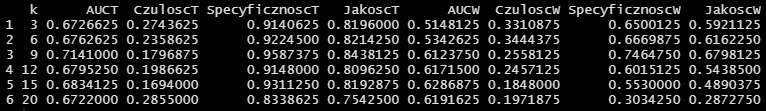 k AUCT CzuloscT SpecyficznoscT JakoscT AUCW CzuloscW SpecyficznoscW JakoscW
1 3 0.6726625 0.2743625 0.9140625 0.8196000 0.5148125 0.3310875 0.6500125 0.5921125
2 6 0.6762625 0.2358625 0.9224500 0.8214250 0.5342625 0.3444375 0.6669875 0.6162250
3 9 0.7141000 0.1796875 0.9587375 0.8438125 0.6123750 0.2558125 0.7464750 0.6798125
4 12 0.6795250 0.1986625 0.9148000 0.8096250 0.6171500 0.2457125 0.6015125 0.5438500
5 15 0.6834125 0.1694000 0.9311250 0.8192875 0.6286875 0.1848000 0.5530000 0.4890375
6 20 0.6722000 0.2855000 0.8338625 0.7542500 0.6191625 0.1971875 0.3034250 0.2872750